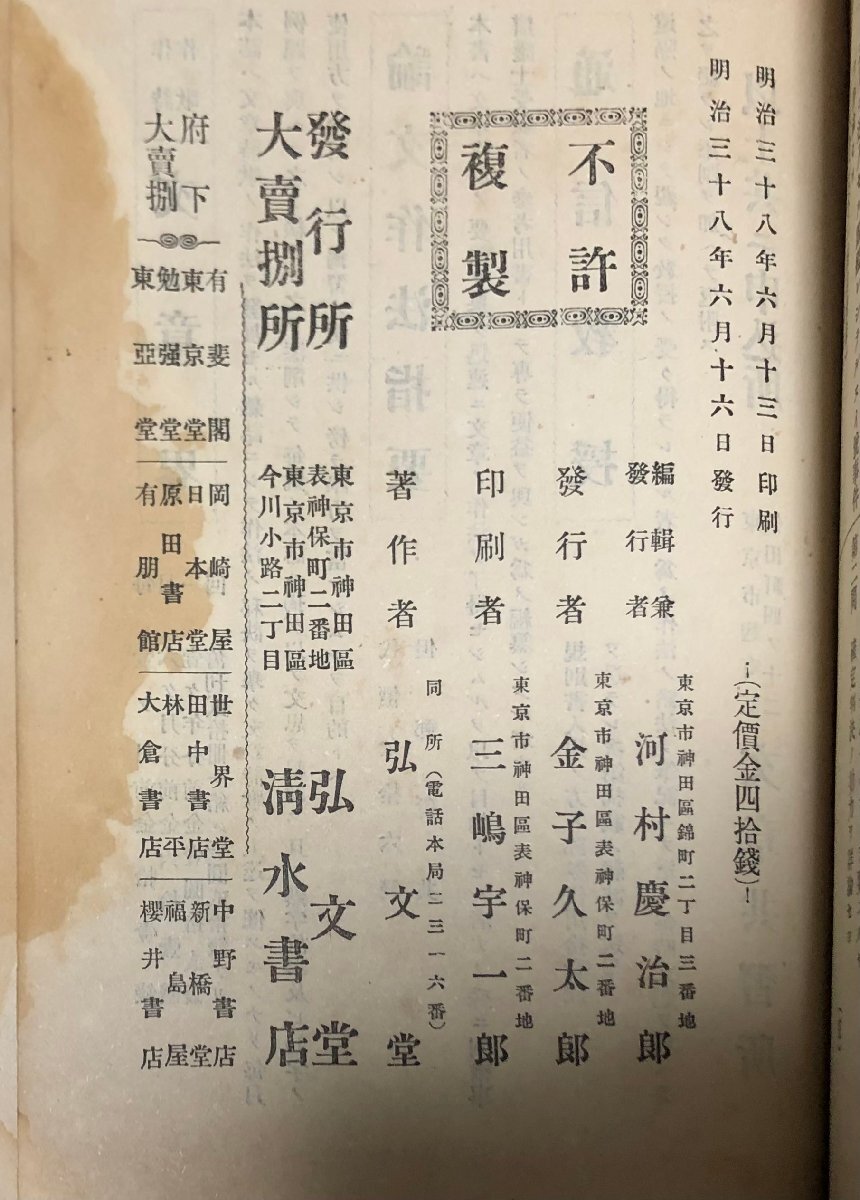 明治三十八年六月十三日印刷
明治三十八年六月十六日發行
(定價金四拾錢)
不許
複製
編輯兼
發行者
東京市神田區錦町二丁目三番地
河村慶治郎
發行者
東京市神田區表神保町二番地
金子久太郎
印刷者
東京市神田區表神保町二番地
三嶋宇一郎
著作者
同所(電話本局二三一六番)
弘文堂
發行所
東京市神田區
表神保町二番地
弘文堂
大賣捌所
東京市神田區
今川小路二丁目
淸水書店
府下
大賣捌
有斐閣
東京堂
勉强堂
東亞堂
岡崎屋
日本堂
原田書店
有朋館
世界堂
田中書店
林平
大倉書店
中野書店
新橋堂
福島屋
櫻井書店